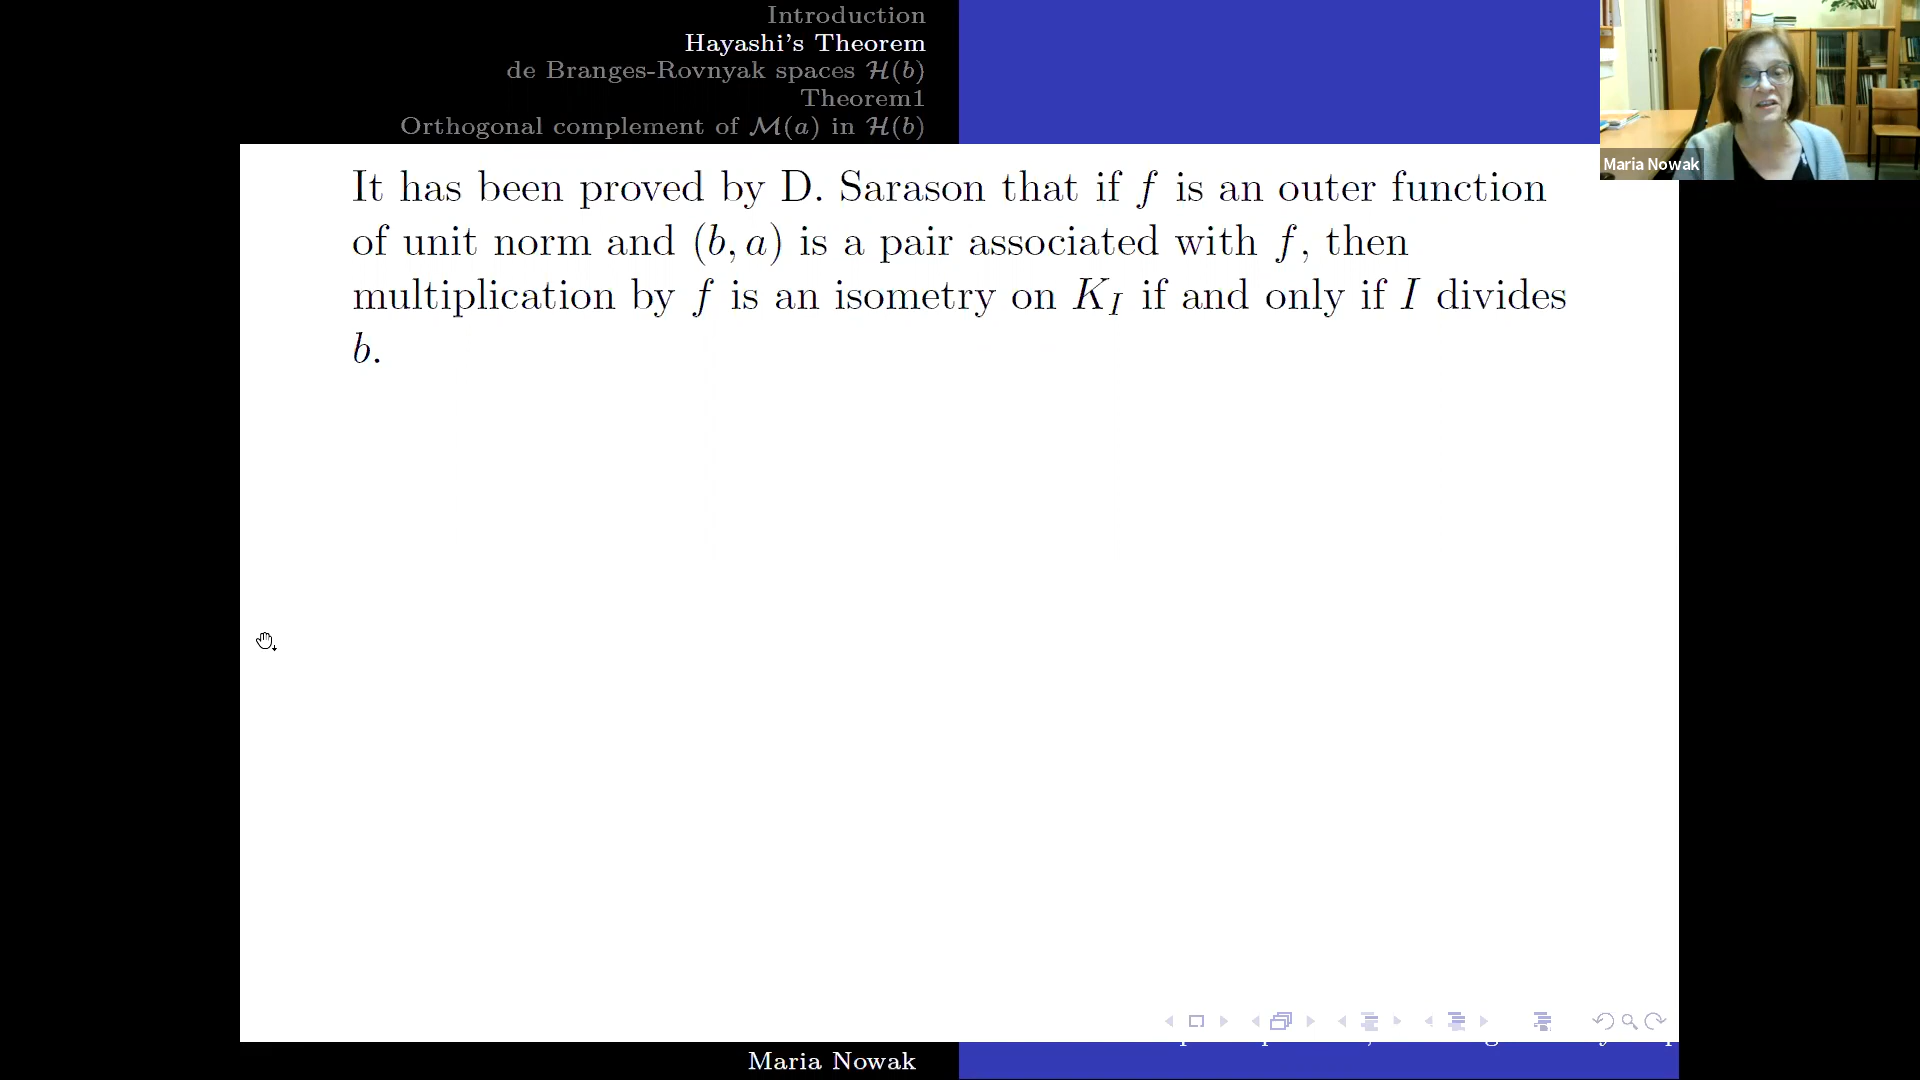 Introduction
Hayashi's Theorem
de Branges-Rovnyak spaces ℋ(b)
Theorem1
Orthogonal complement of ℳ(a) in ℋ(b)
Maria Nowak
It has been proved by D. Sarason that if f is an outer function
of unit norm and (b, a) is a pair associated with f, then
multiplication by f is an isometry on K_I if and only if I divides
b.
Maria Nowak